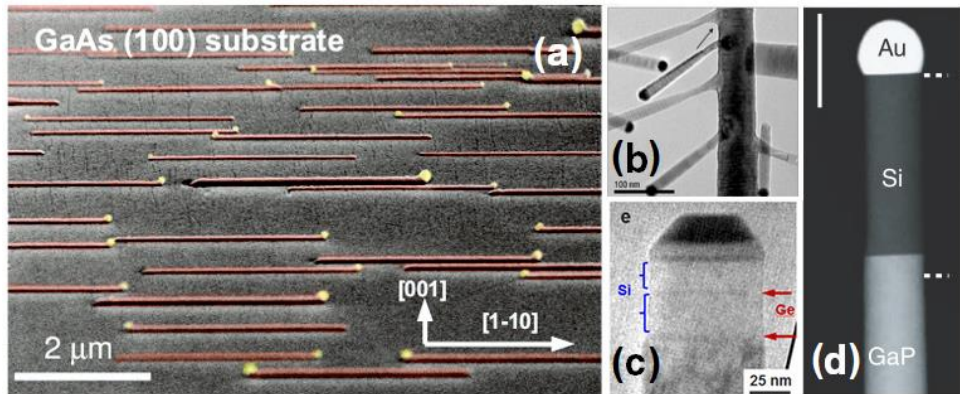 GaAs (100) substrate
(a)
[001]
[1-10]
2 μm
(b)
100 nm
e
Si
Ge
(c)
25 nm
Au
Si
(d)
GaP